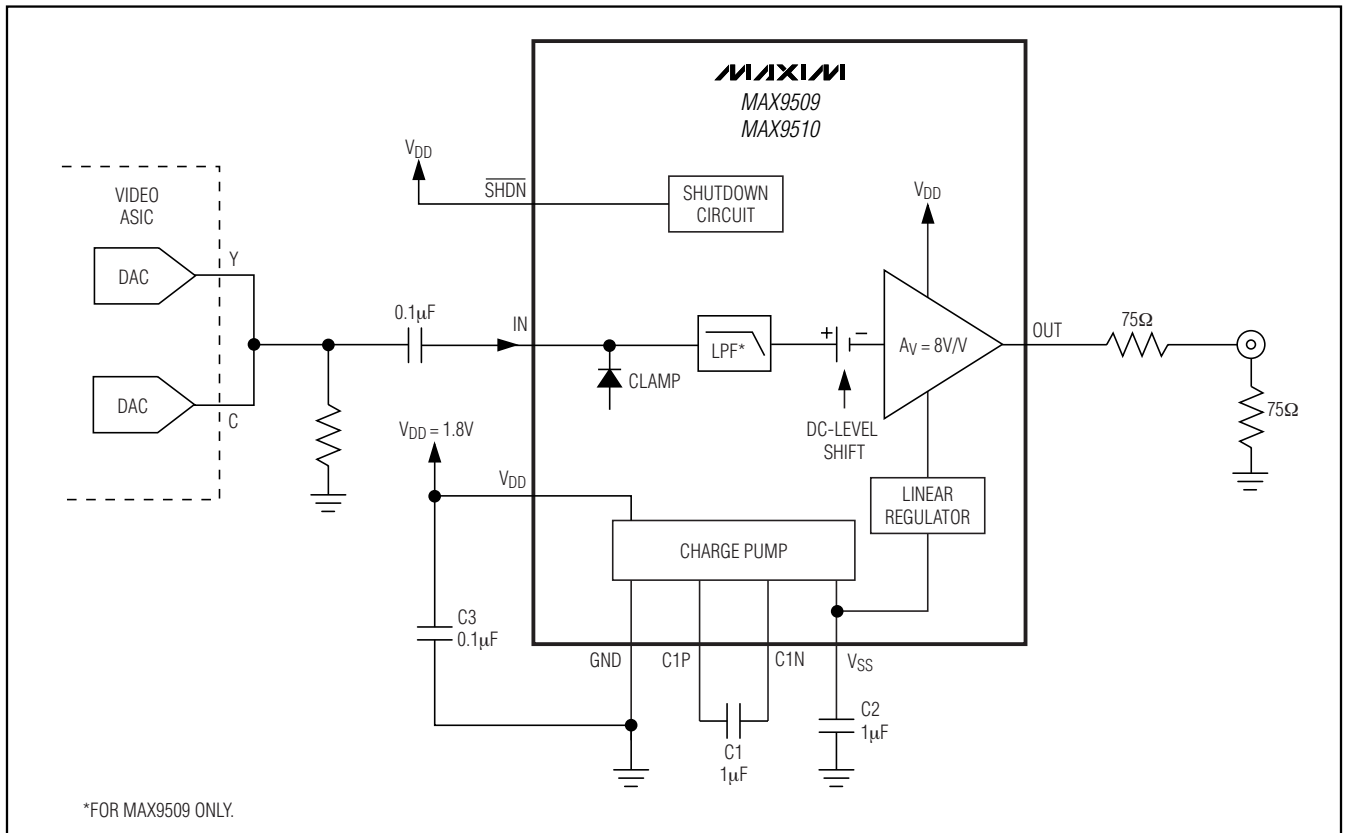 MAXIM
MAX9509
MAX9510
VDD
SHDN
SHUTDOWN
CIRCUIT
VDD
VIDEO
ASIC
DAC
Y
0.1µF
IN
LPF*
+
−
AV = 8V/V
OUT
75Ω
CLAMP
DAC
C
75Ω
VDD = 1.8V
DC-LEVEL
SHIFT
VDD
LINEAR
REGULATOR
CHARGE PUMP
C3
0.1µF
GND
C1P
C1N
VSS
C1
1µF
C2
1µF
*FOR MAX9509 ONLY.